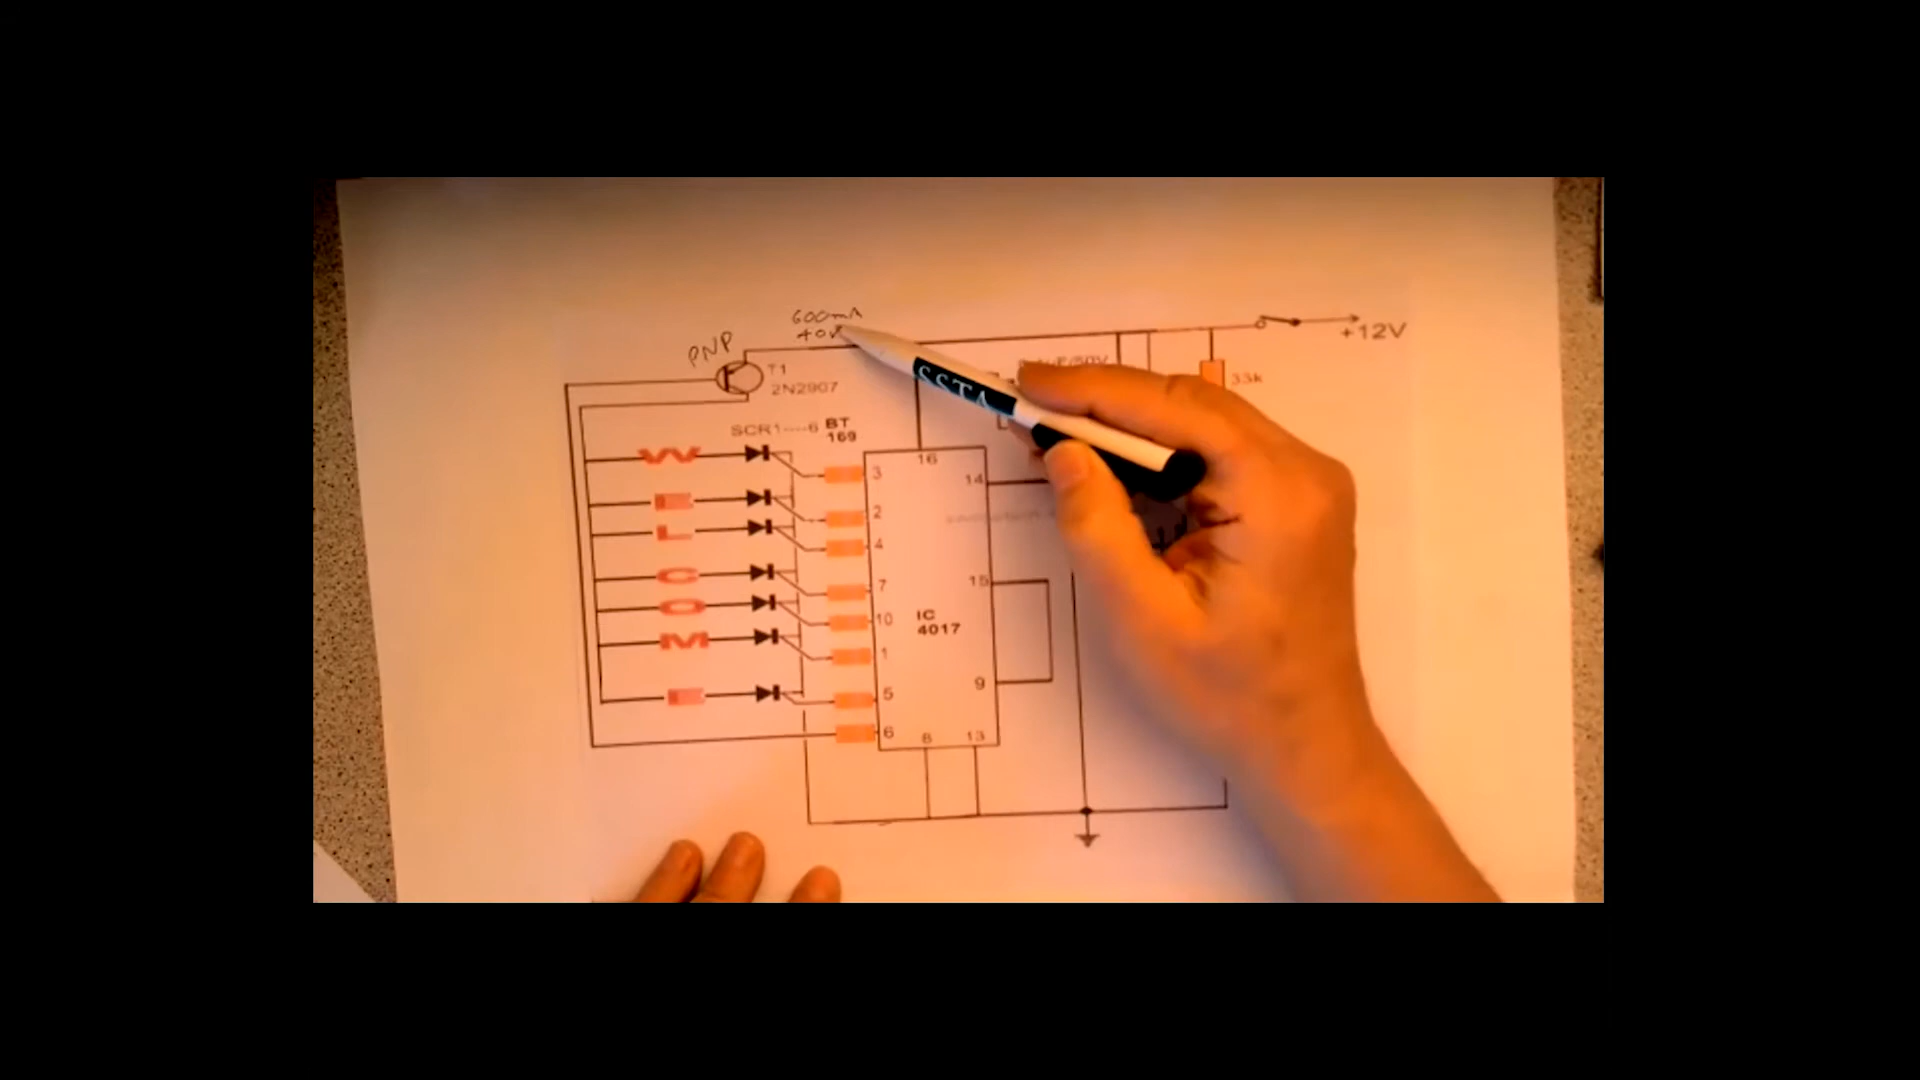 600mA
40V
PNP
+12V
T1
2N2907
33k
SCR1----6 BT
169
SSTA
W
E
L
C
O
M
E
16
14
15
9
3
2
4
7
10
1
5
6
8
13
IC
4017